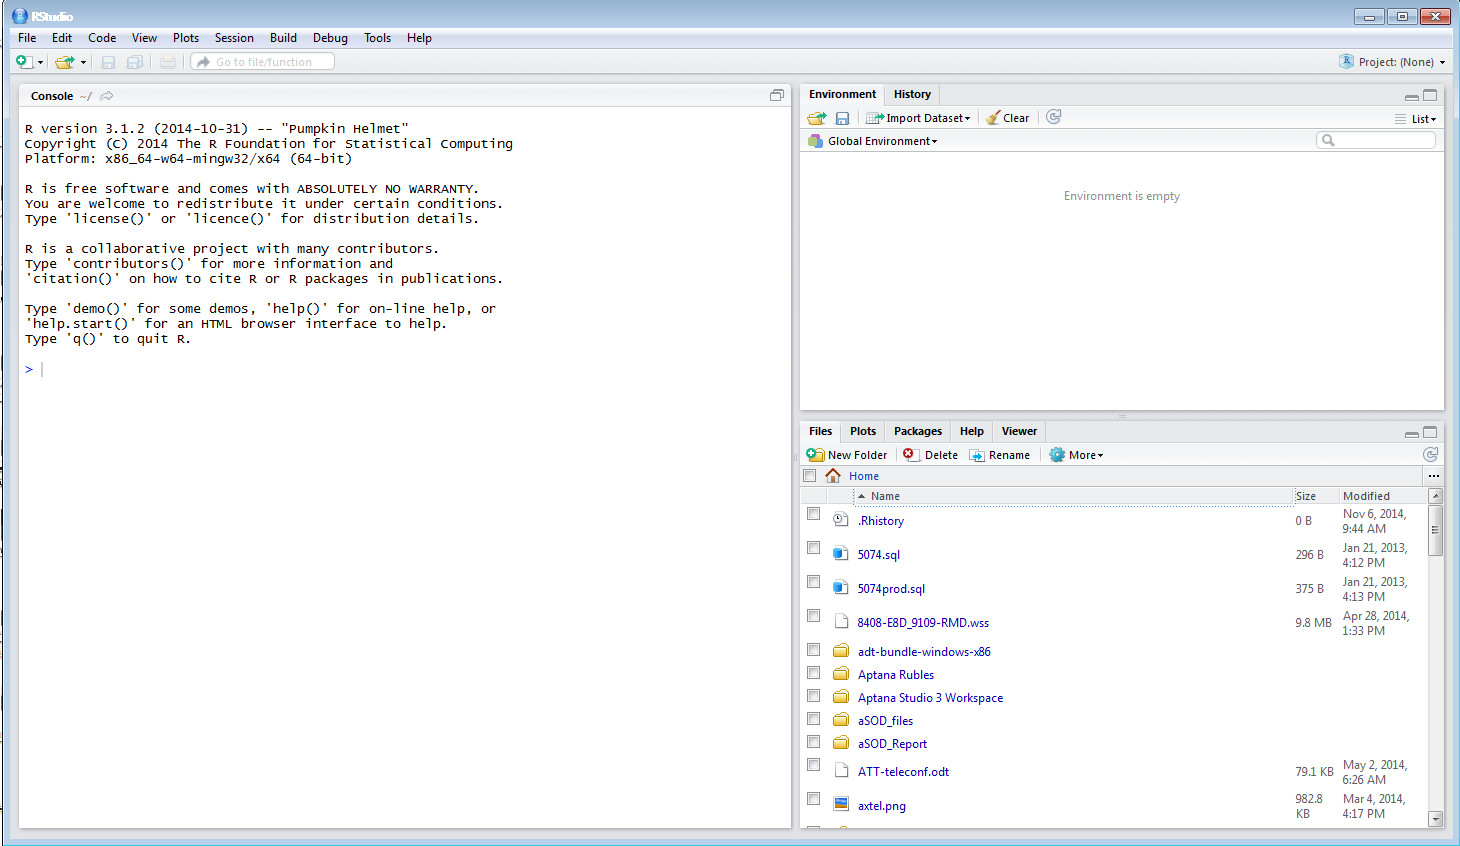 RStudio
File Edit Code View Plots Session Build Debug Tools Help
Go to file/function
Project: (None)
Console ~/
R version 3.1.2 (2014-10-31) -- "Pumpkin Helmet"
Copyright (C) 2014 The R Foundation for Statistical Computing
Platform: x86_64-w64-mingw32/x64 (64-bit)
R is free software and comes with ABSOLUTELY NO WARRANTY.
You are welcome to redistribute it under certain conditions.
Type 'license()' or 'licence()' for distribution details.
R is a collaborative project with many contributors.
Type 'contributors()' for more information and
'citation()' on how to cite R or R packages in publications.
Type 'demo()' for some demos, 'help()' for on-line help, or
'help.start()' for an HTML browser interface to help.
Type 'q()' to quit R.
>
Environment History
Import Dataset Clear List
Global Environment
Environment is empty
Files Plots Packages Help Viewer
New Folder Delete Rename More
Home ...
Name Size Modified
.Rhistory 0 B Nov 6, 2014,
9:44 AM
5074.sql 296 B Jan 21, 2013,
4:12 PM
5074prod.sql 375 B Jan 21, 2013,
4:13 PM
8408-E8D_9109-RMD.wss 9.8 MB Apr 28, 2014,
1:33 PM
adt-bundle-windows-x86
Aptana Rubles
Aptana Studio 3 Workspace
aSOD_files
aSOD_Report
ATT-teleconf.odt 79.1 KB May 2, 2014,
6:26 AM
axtel.png 982.8 Mar 4, 2014,
KB 4:17 PM